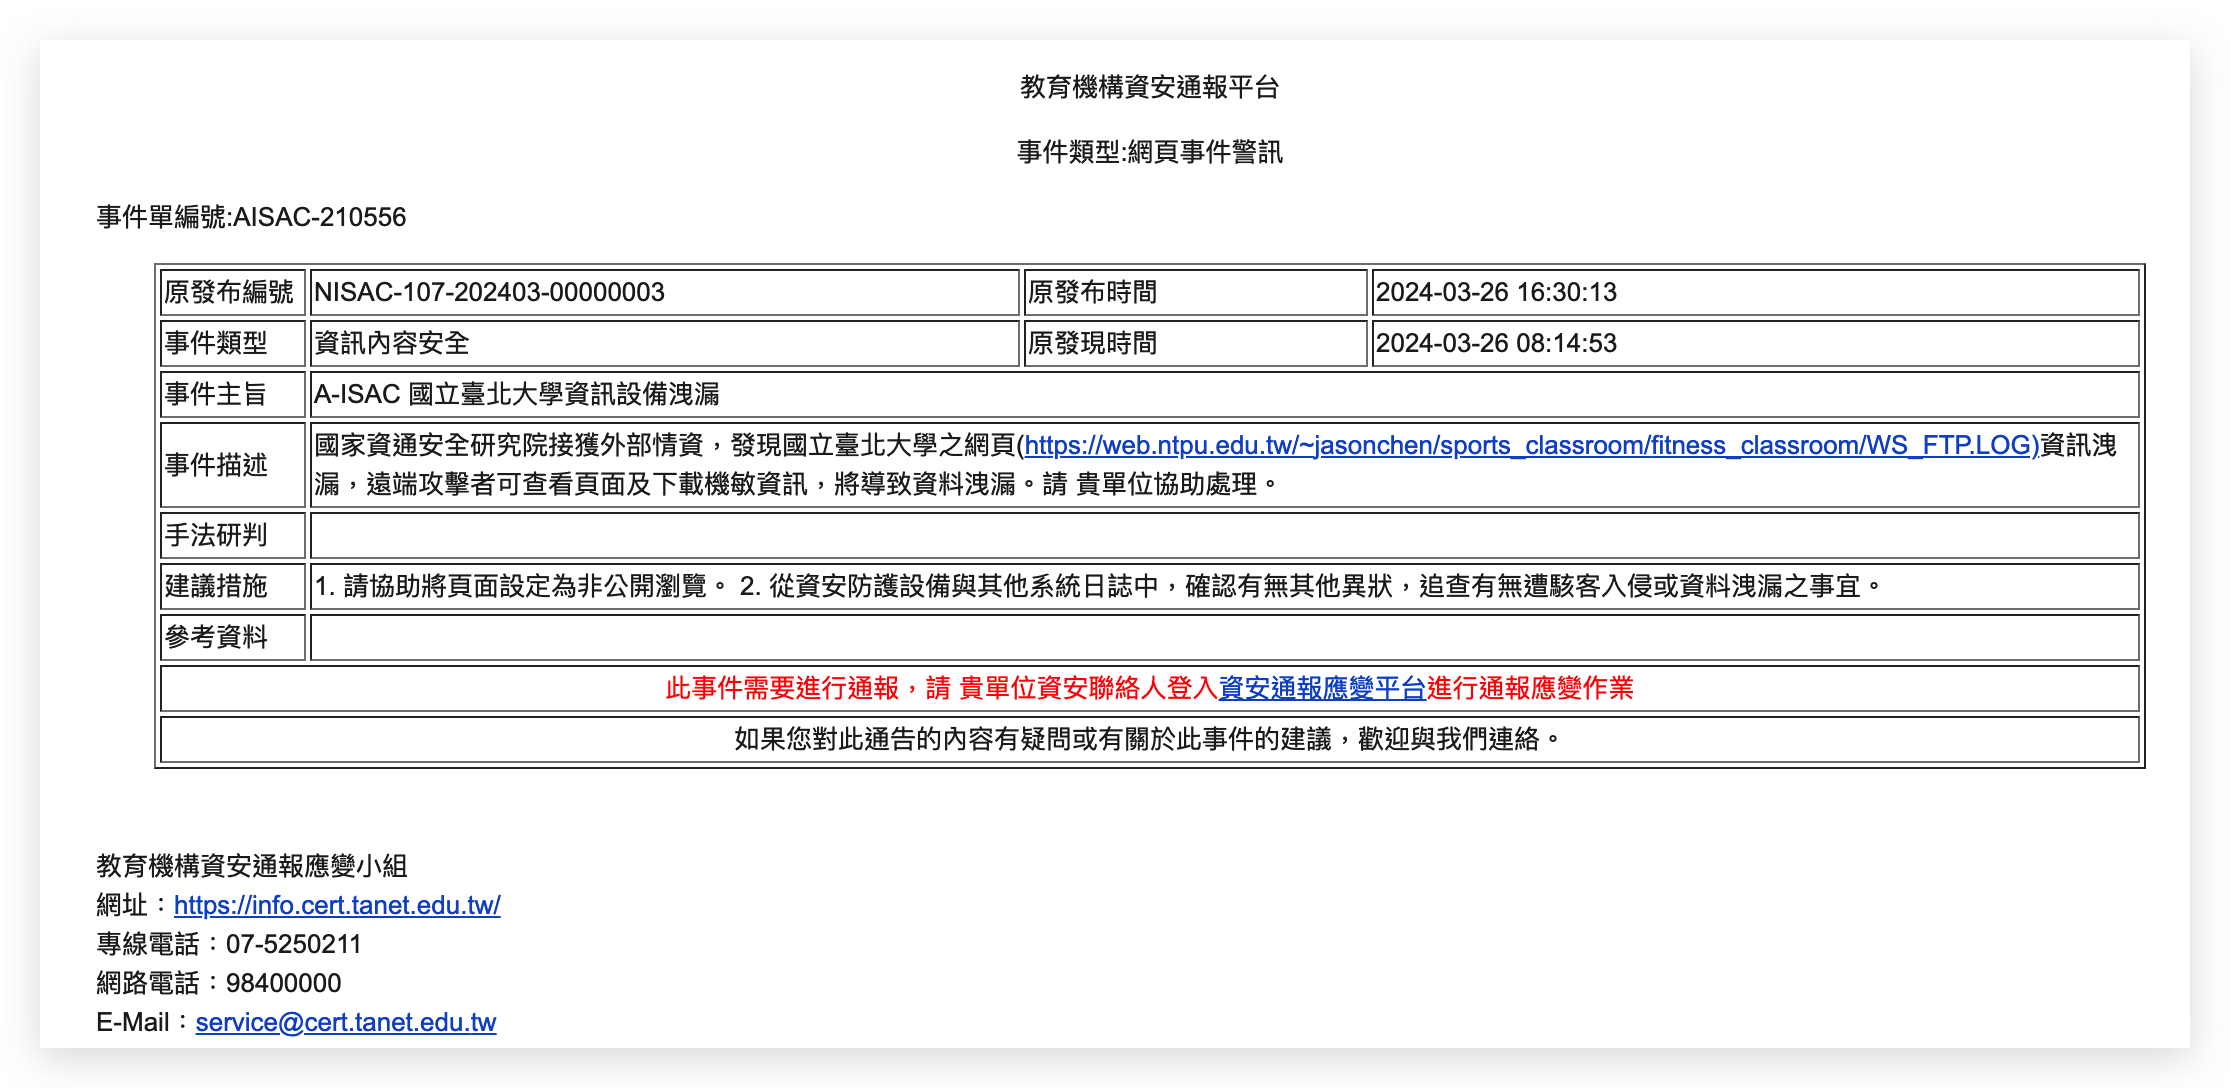 教育機構資安通報平台
事件類型:網頁事件警訊
事件單編號:AISAC-210556
原發布編號 NISAC-107-202403-00000003 原發布時間 2024-03-26 16:30:13
事件類型 資訊內容安全 原發現時間 2024-03-26 08:14:53
事件主旨 A-ISAC 國立臺北大學資訊設備洩漏
事件描述 國家資通安全研究院接獲外部情資，發現國立臺北大學之網頁(https://web.ntpu.edu.tw/~jasonchen/sports_classroom/fitness_classroom/WS_FTP.LOG)資訊洩
漏，遠端攻擊者可查看頁面及下載機敏資訊，將導致資料洩漏。請 貴單位協助處理。
手法研判
建議措施 1. 請協助將頁面設定為非公開瀏覽。 2. 從資安防護設備與其他系統日誌中，確認有無其他異狀，追查有無遭駭客入侵或資料洩漏之事宜。
參考資料
此事件需要進行通報，請 貴單位資安聯絡人登入資安通報應變平台進行通報應變作業
如果您對此通告的內容有疑問或有關於此事件的建議，歡迎與我們連絡。
教育機構資安通報應變小組
網址：https://info.cert.tanet.edu.tw/
專線電話：07-5250211
網路電話：98400000
E-Mail：service@cert.tanet.edu.tw